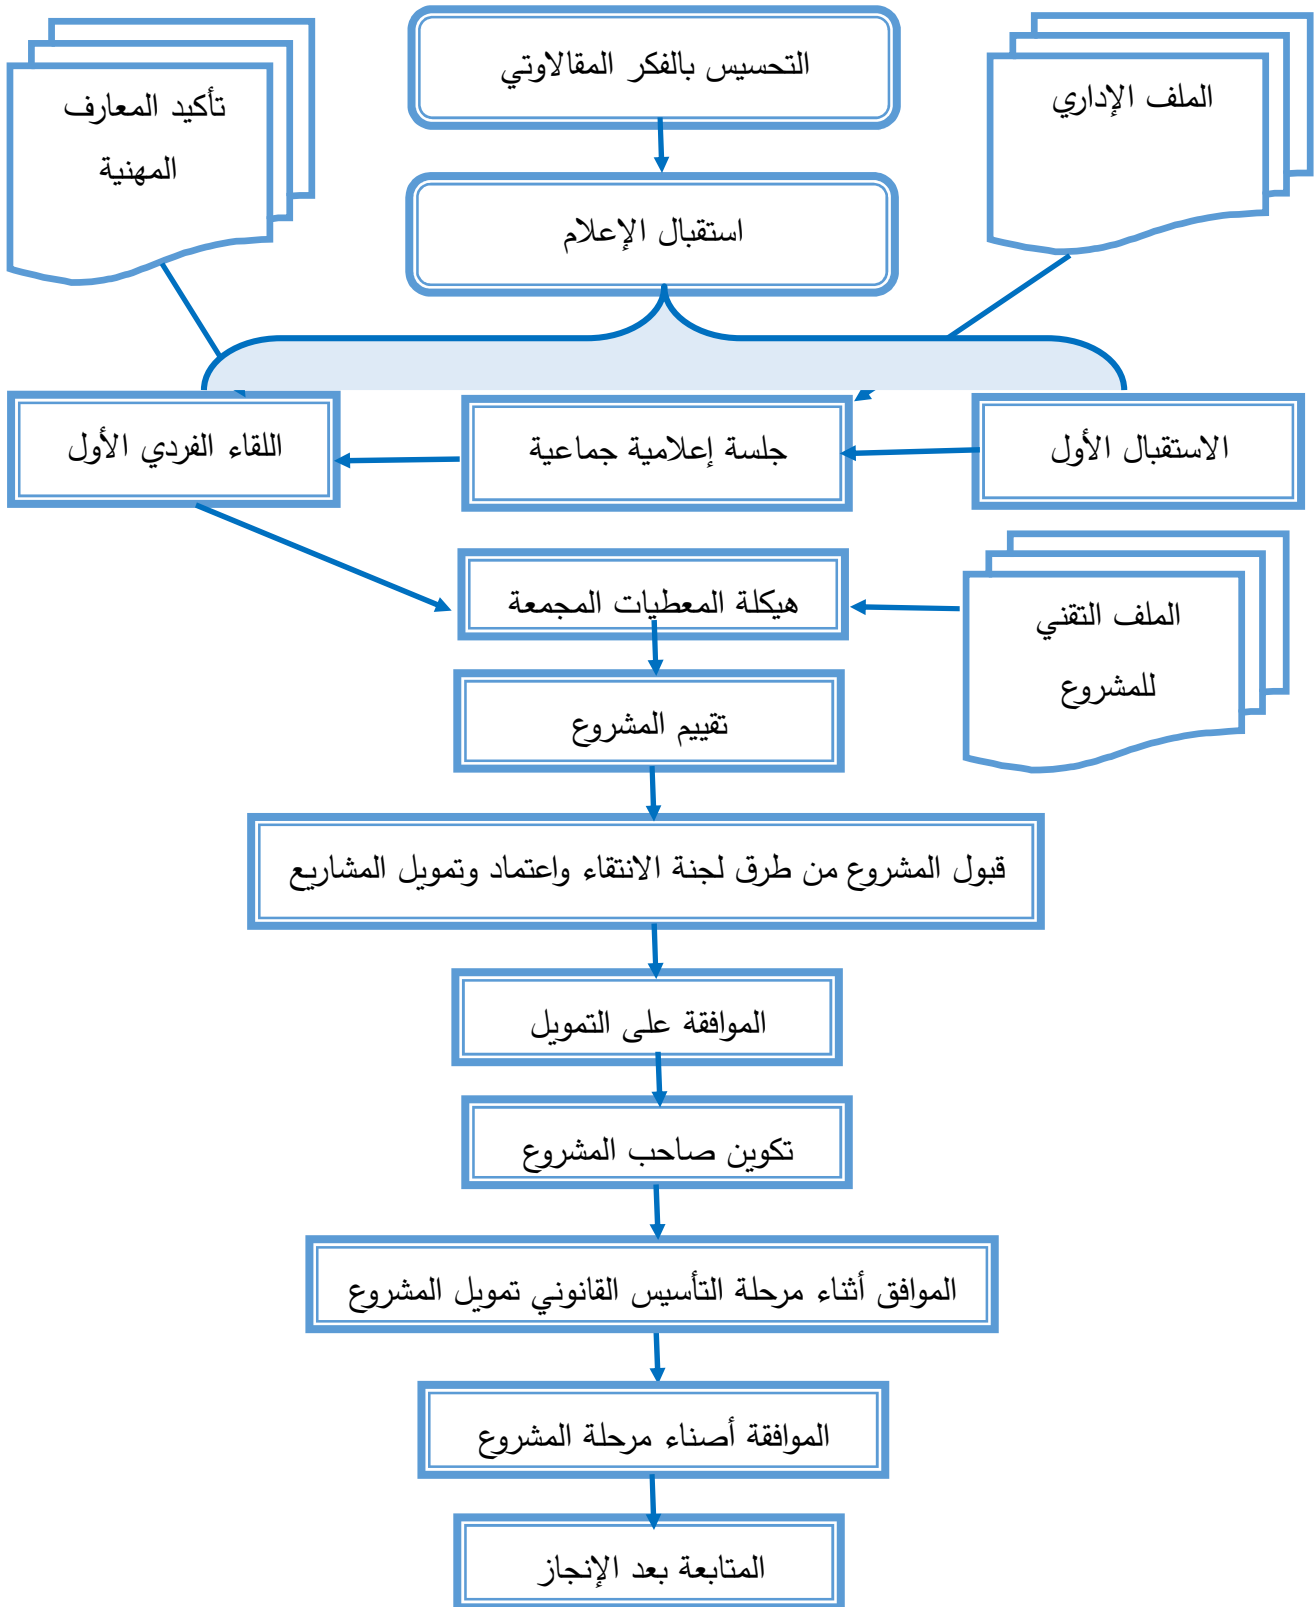 التحسيس بالفكر المقالاوتي
الملف الإداري
تأكيد المعارف
المهنية
استقبال الإعلام
الاستقبال الأول
جلسة إعلامية جماعية
اللقاء الفردي الأول
هيكلة المعطيات المجمعة
الملف التقني
للمشروع
تقييم المشروع
قبول المشروع من طرق لجنة الانتقاء واعتماد وتمويل المشاريع
الموافقة على التمويل
تكوين صاحب المشروع
الموافق أثناء مرحلة التأسيس القانوني تمويل المشروع
الموافقة أصناء مرحلة المشروع
المتابعة بعد الإنجاز